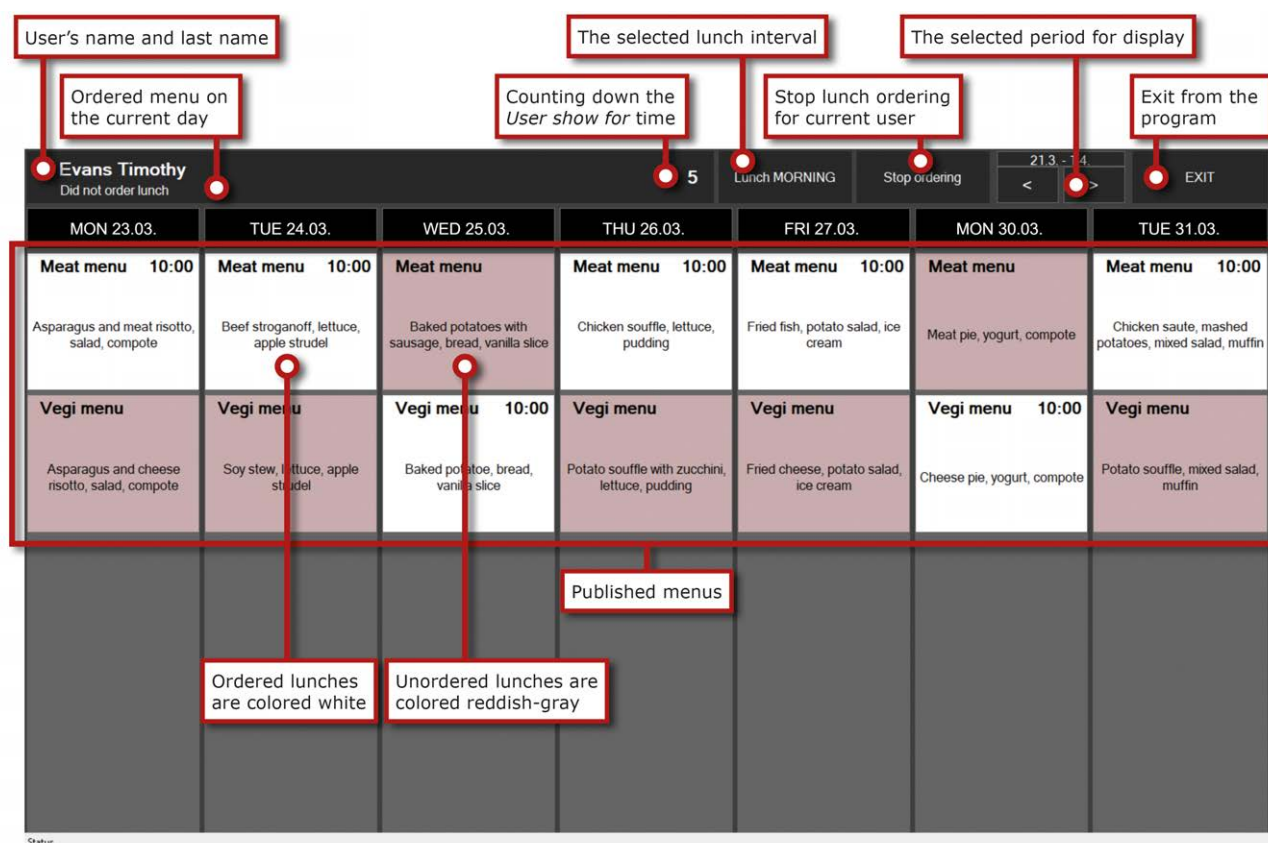 User's name and last name
The selected lunch interval
The selected period for display
Ordered menu on
the current day
Counting down the
User show for time
Stop lunch ordering
for current user
Exit from the
program
Evans Timothy
Did not order lunch
5
Lunch MORNING
Stop ordering
21.3. -
<
>
EXIT
MON 23.03.
TUE 24.03.
WED 25.03.
THU 26.03.
FRI 27.03.
MON 30.03.
TUE 31.03.
Meat menu 10:00
Asparagus and meat risotto,
salad, compote
Meat menu 10:00
Beef stroganoff, lettuce,
apple strudel
Meat menu
Baked potatoes with
sausage, bread, vanilla slice
Meat menu 10:00
Chicken souffle, lettuce,
pudding
Meat menu 10:00
Fried fish, potato salad, ice
cream
Meat menu
Meat pie, yogurt, compote
Meat menu 10:00
Chicken saute, mashed
potatoes, mixed salad, muffin
Vegi menu
Asparagus and cheese
risotto, salad, compote
Vegi menu
Soy stew, lettuce, apple
strudel
Vegi menu 10:00
Baked potatoe, bread,
vanilla slice
Vegi menu
Potato souffle with zucchini,
lettuce, pudding
Vegi menu
Fried cheese, potato salad,
ice cream
Vegi menu 10:00
Cheese pie, yogurt, compote
Vegi menu
Potato souffle, mixed salad,
muffin
Published menus
Ordered lunches
are colored white
Unordered lunches are
colored reddish-gray
Status